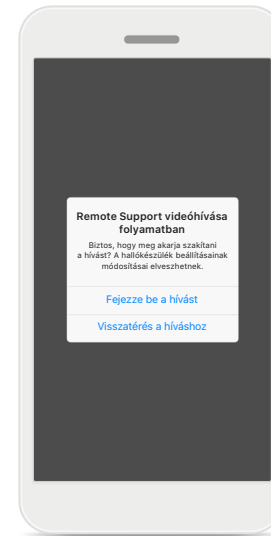 Remote Support videóhívása
folyamatban
Biztos, hogy meg akarja szakítani
a hívást? A hallókészülék beállításainak
módosításai elveszhetnek.
Fejezze be a hívást
Visszatérés a híváshoz